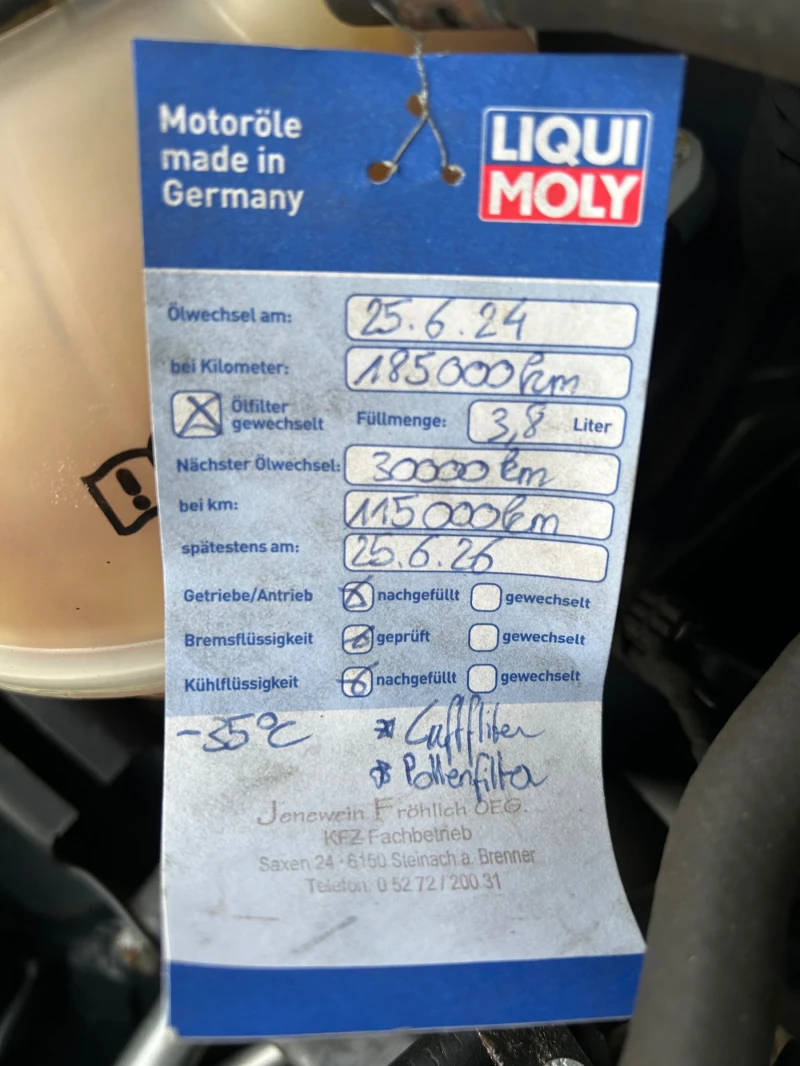 Motoröle
made in
Germany
LIQUI
MOLY
Ölwechsel am: 25.6.24
bei Kilometer: 185000km
Ölfilter gewechselt Füllmenge: 3,8 Liter
Nächster Ölwechsel: 30000km
bei km: 115000km
spätestens am: 25.6.26
Getriebe/Antrieb nachgefüllt gewechselt
Bremsflüssigkeit geprüft gewechselt
Kühlflüssigkeit nachgefüllt gewechselt
-35°C * Luftfliter
* Pollenfilter
Jenewein Fröhlich OEG.
KFZ-Fachbetrieb
Saxen 24 - 6150 Steinach a. Brenner
Telefon: 0 52 72 / 200 31